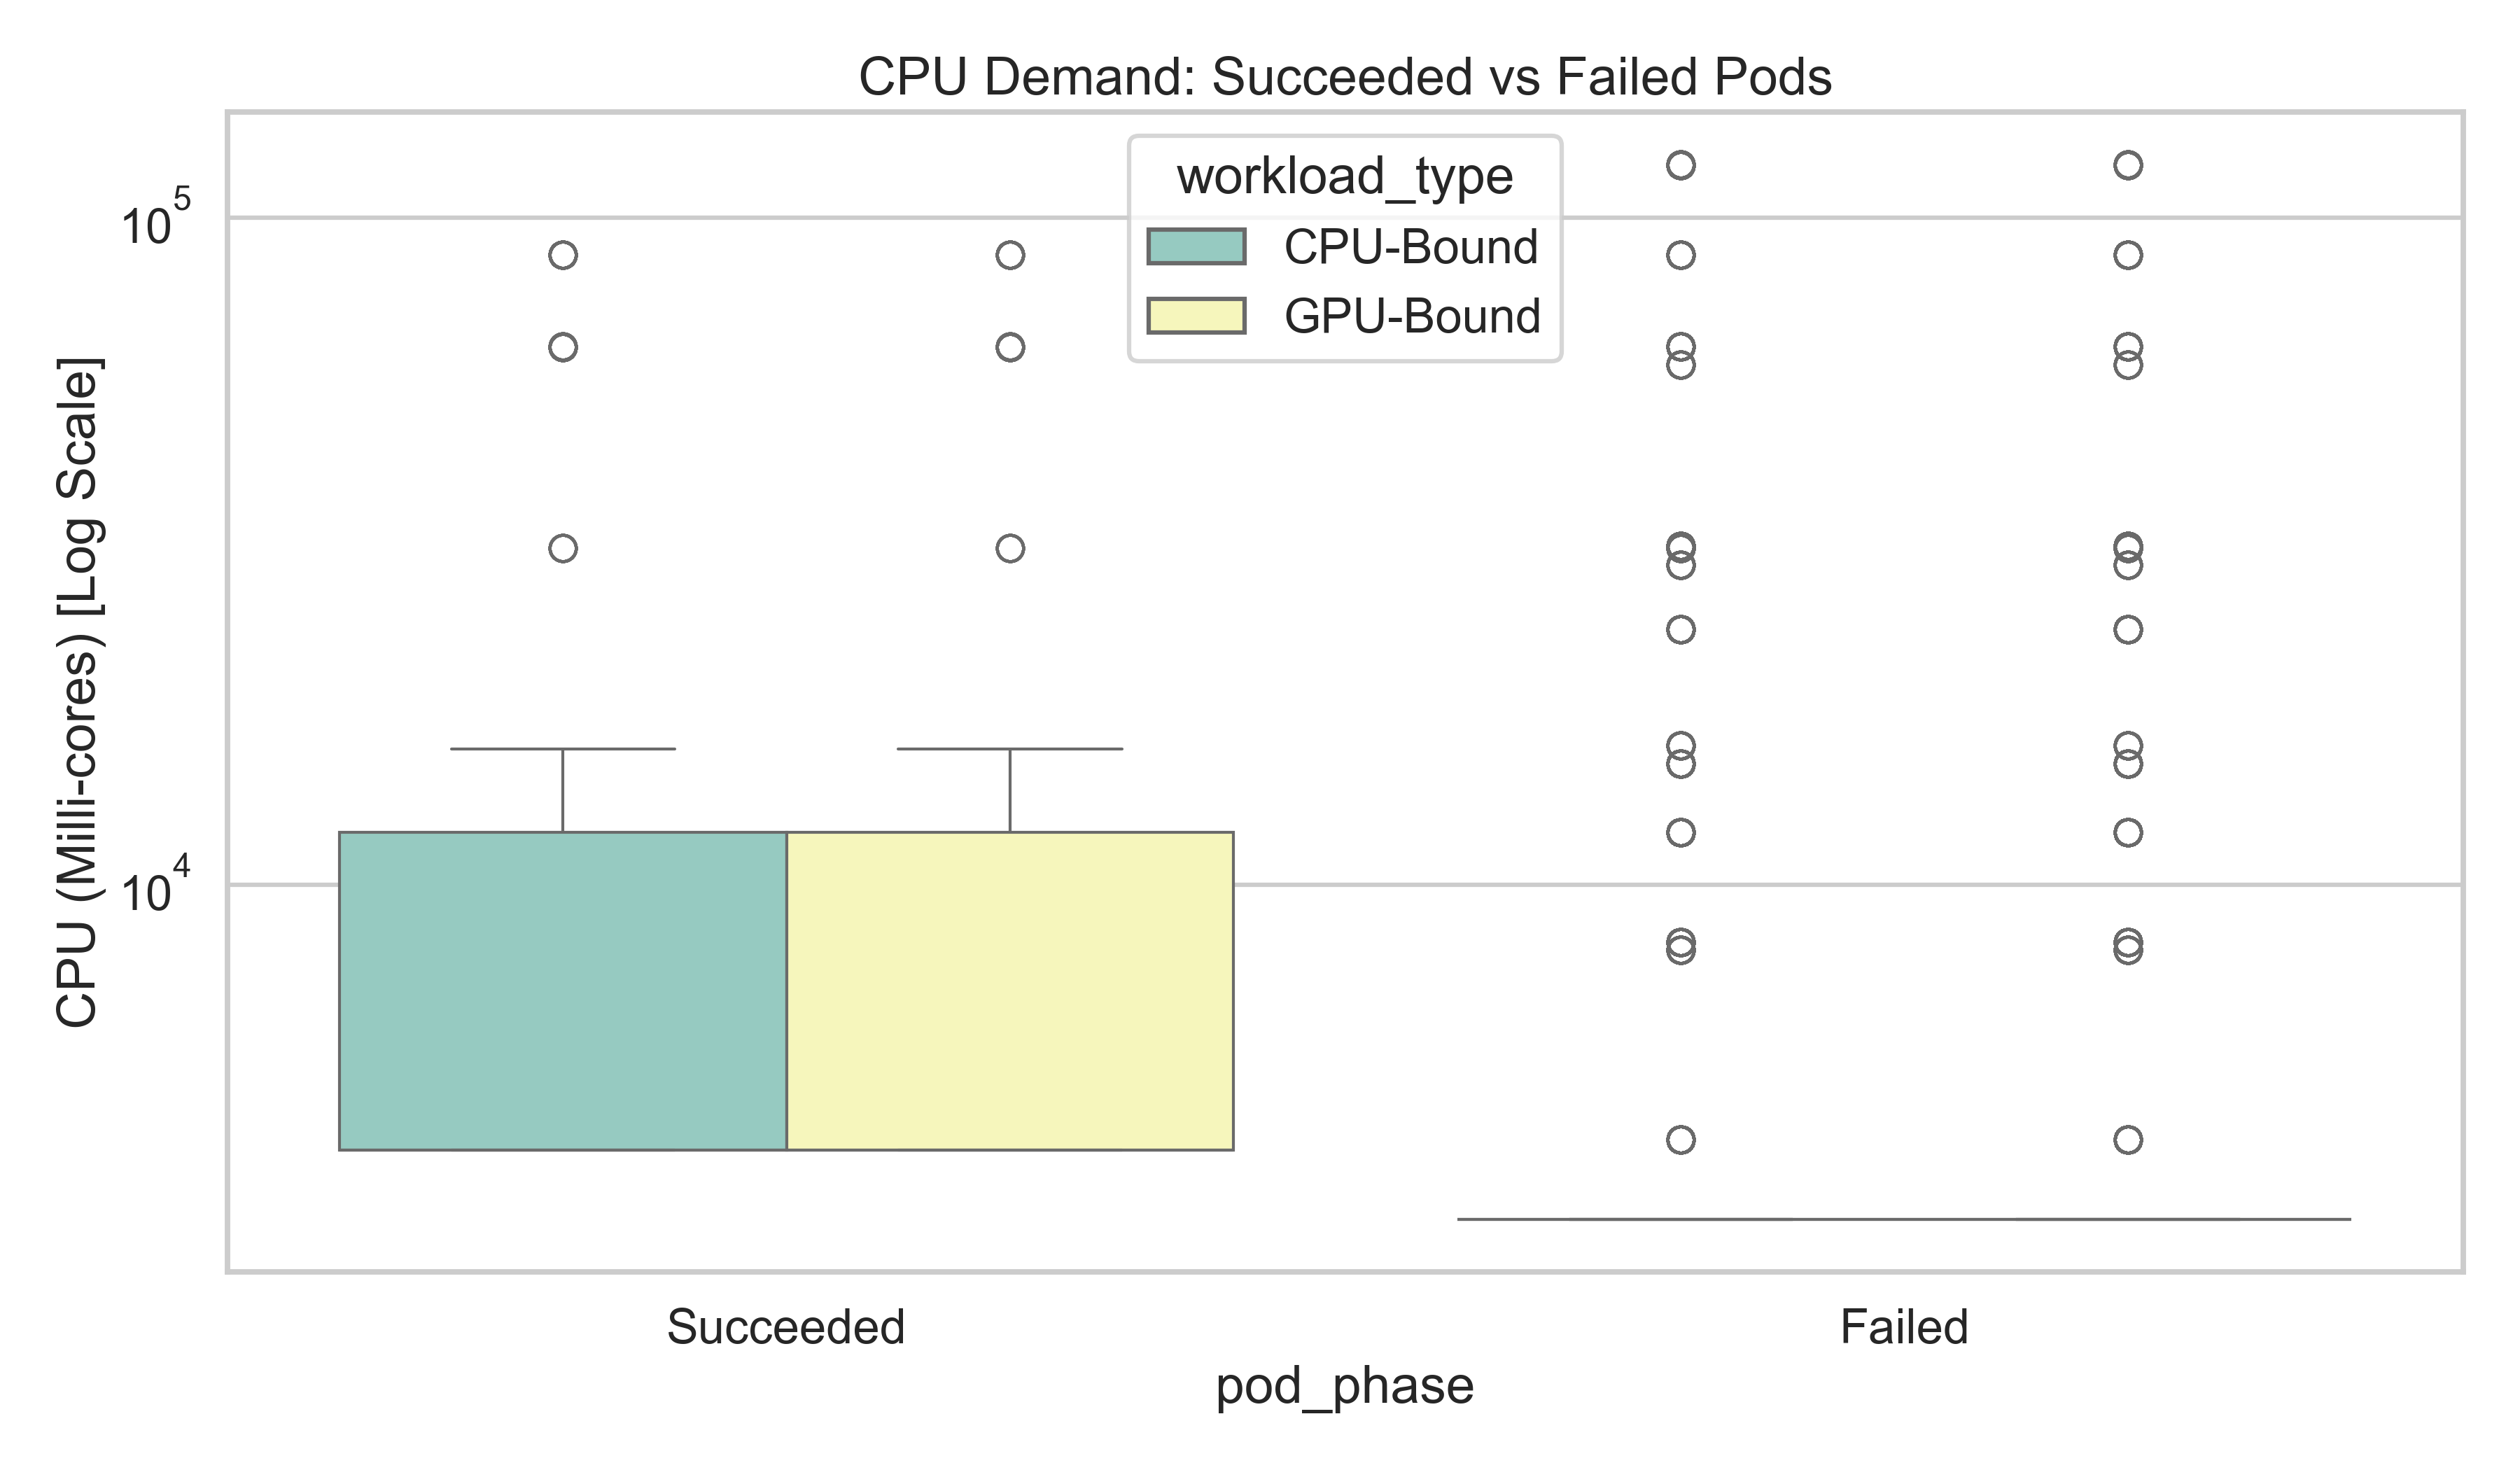 CPU Demand: Succeeded vs Failed Pods
workload_type
CPU-Bound
GPU-Bound
CPU (Milli-cores) [Log Scale]
10^5
10^4
Succeeded
Failed
pod_phase